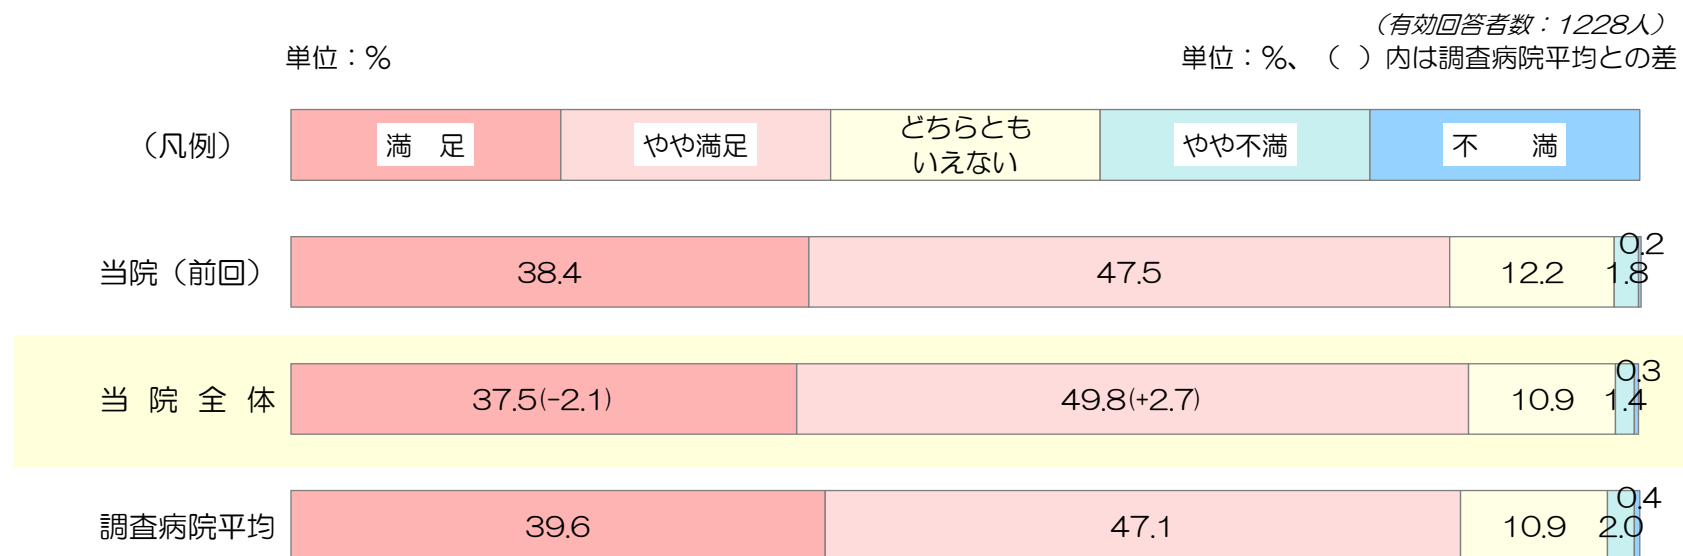 （有効回答者数：1228人）
単位：％　単位：％、（ ）内は調査病院平均との差
（凡例）　満　足　やや満足　どちらとも　やや不満　不　満
いえない
当院（前回）　38.4　47.5　12.2　1.8　0.2
当 院 全 体　37.5(-2.1)　49.8(+2.7)　10.9　1.4　0.3
調査病院平均　39.6　47.1　10.9　2.0　0.4